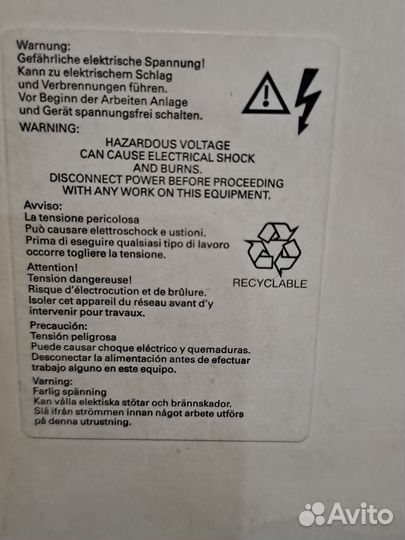 Warnung:
Gefährliche elektrische Spannung!
Kann zu elektrischem Schlag
und Verbrennungen führen.
Vor Beginn der Arbeiten Anlage
und Gerät spannungsfrei schalten.
WARNING:
HAZARDOUS VOLTAGE
CAN CAUSE ELECTRICAL SHOCK
AND BURNS.
DISCONNECT POWER BEFORE PROCEEDING
WITH ANY WORK ON THIS EQUIPMENT.
Avviso:
La tensione pericolosa
Può causare elettroschock e ustioni.
Prima di eseguire qualsiasi tipo di lavoro
occorre togliere la tensione.
RECYCLABLE
Attention!
Tension dangereuse!
Risque d'électrocution et de brûlure.
Isoler cet appareil du réseau avant d'y
intervenir pour travaux.
Precaución:
Tensión peligrosa
Puede causar choque eléctrico y quemaduras.
Desconectar la alimentación antes de efectuar
trabajo alguno en este equipo.
Varning:
Farlig spänning
Kan vålla elektiska stötar och brännskador.
Slå ifrån strömmen innan något arbete utförs
på denna utrustning.
Avito